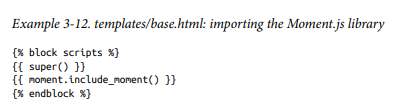 Example 3-12. templates/base.html: importing the Moment.js library
{% block scripts %}
{{ super() }}
{{ moment.include_moment() }}
{% endblock %}